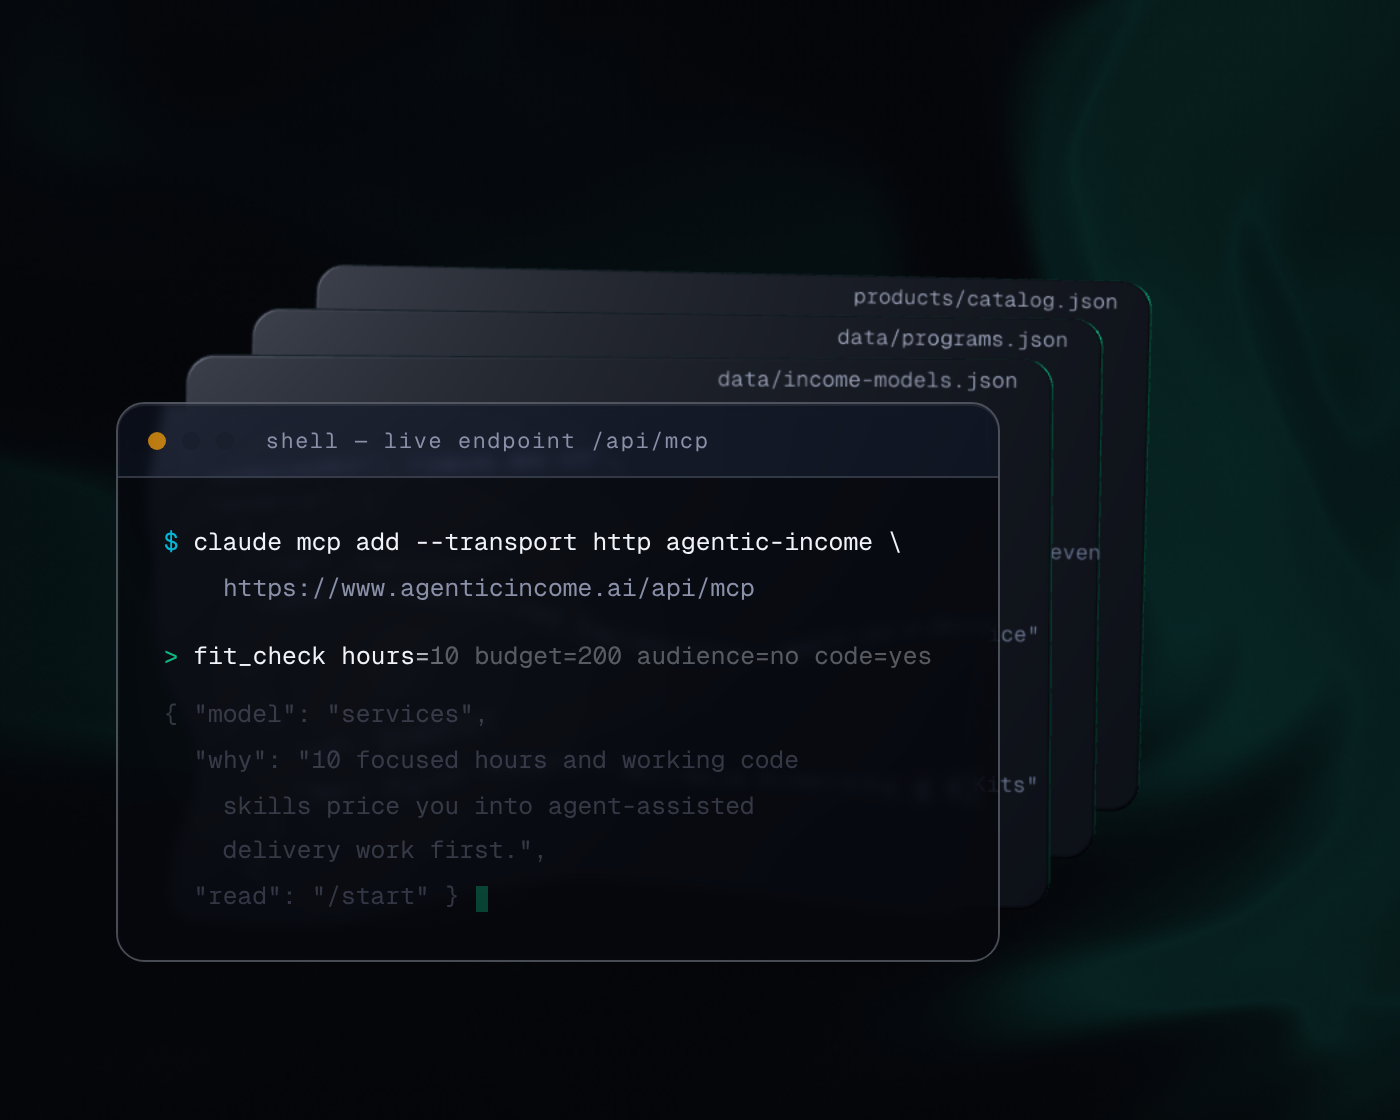 products/catalog.json
data/programs.json
data/income-models.json
shell — live endpoint /api/mcp
$ claude mcp add --transport http agentic-income \
https://www.agenticincome.ai/api/mcp
even
ice"
> fit_check hours=10 budget=200 audience=no code=yes
{ "model": "services",
"why": "10 focused hours and working code
Kits"
skills price you into agent-assisted
delivery work first.",
"read": "/start" }